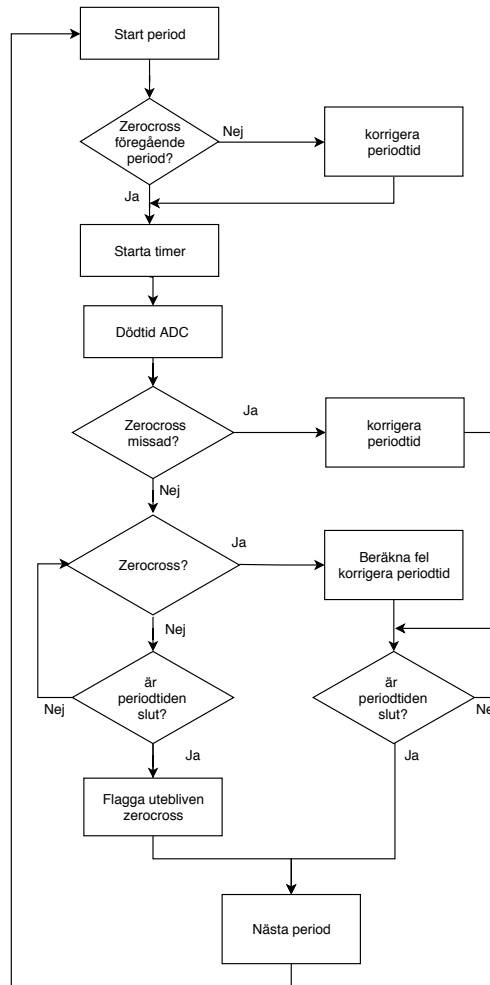 Start period
Zerocross
föregående
period?
Nej
korrigera
periodtid
Ja
Starta timer
Dödtid ADC
Zerocross
missad?
Ja
korrigera
periodtid
Nej
Zerocross?
Ja
Beräkna fel
korrigera periodtid
Nej
är
periodtiden
slut?
Nej
är
periodtiden
slut?
Ja
Ja
Flagga utebliven
zerocross
Nästa period